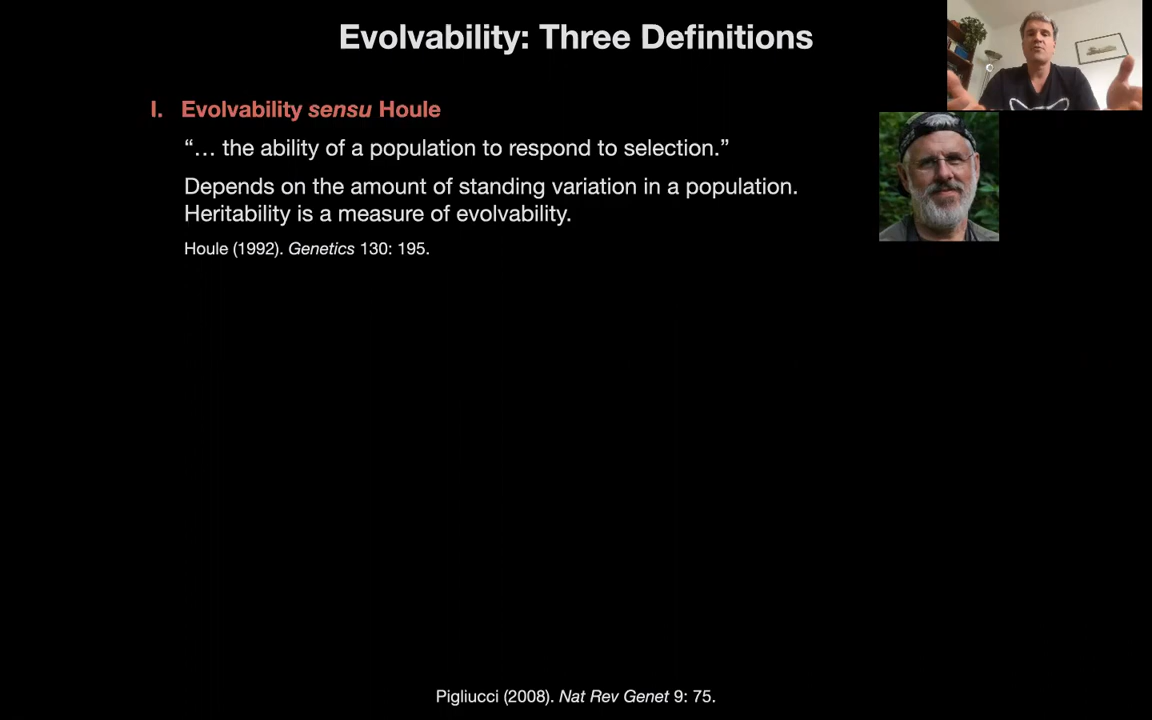 Evolvability: Three Definitions
I. Evolvability sensu Houle
“… the ability of a population to respond to selection.”
Depends on the amount of standing variation in a population.
Heritability is a measure of evolvability.
Houle (1992). Genetics 130: 195.
Pigliucci (2008). Nat Rev Genet 9: 75.